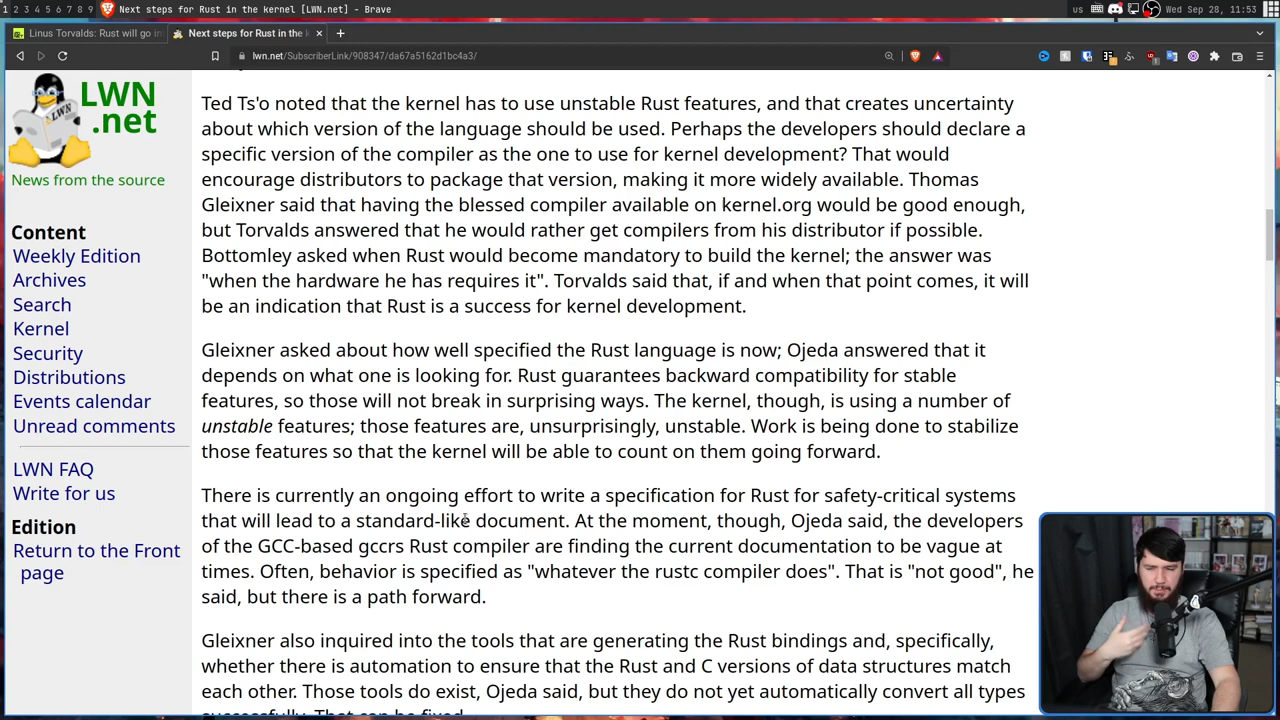 1 2 3 4 5 6 7 8 9 Next steps for Rust in the kernel [LWN.net] - Brave us Wed Sep 28, 11:53
Linus Torvalds: Rust will go in Next steps for Rust in the k
lwn.net/SubscriberLink/908347/da67a5162d1bc4a3/
LWN
.net
News from the source
Content
Weekly Edition
Archives
Search
Kernel
Security
Distributions
Events calendar
Unread comments
LWN FAQ
Write for us
Edition
Return to the Front
page
Ted Ts'o noted that the kernel has to use unstable Rust features, and that creates uncertainty
about which version of the language should be used. Perhaps the developers should declare a
specific version of the compiler as the one to use for kernel development? That would
encourage distributors to package that version, making it more widely available. Thomas
Gleixner said that having the blessed compiler available on kernel.org would be good enough,
but Torvalds answered that he would rather get compilers from his distributor if possible.
Bottomley asked when Rust would become mandatory to build the kernel; the answer was
"when the hardware he has requires it". Torvalds said that, if and when that point comes, it will
be an indication that Rust is a success for kernel development.
Gleixner asked about how well specified the Rust language is now; Ojeda answered that it
depends on what one is looking for. Rust guarantees backward compatibility for stable
features, so those will not break in surprising ways. The kernel, though, is using a number of
unstable features; those features are, unsurprisingly, unstable. Work is being done to stabilize
those features so that the kernel will be able to count on them going forward.
There is currently an ongoing effort to write a specification for Rust for safety-critical systems
that will lead to a standard-like document. At the moment, though, Ojeda said, the developers
of the GCC-based gccrs Rust compiler are finding the current documentation to be vague at
times. Often, behavior is specified as "whatever the rustc compiler does". That is "not good", he
said, but there is a path forward.
Gleixner also inquired into the tools that are generating the Rust bindings and, specifically,
whether there is automation to ensure that the Rust and C versions of data structures match
each other. Those tools do exist, Ojeda said, but they do not yet automatically convert all types
successfully. That can be fixed.